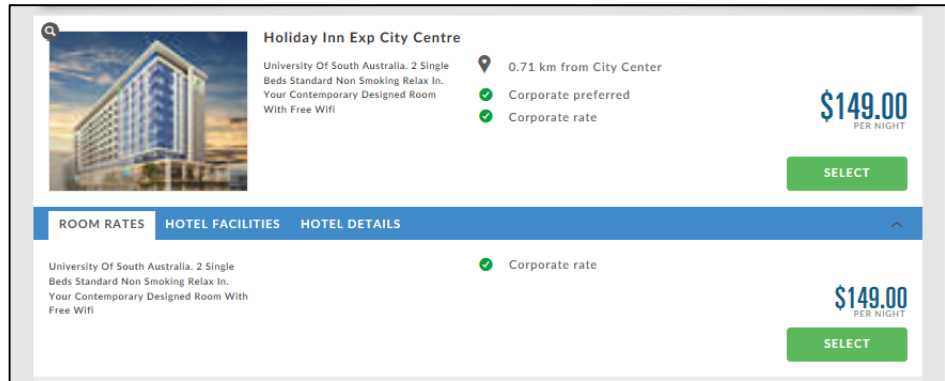 Holiday Inn Exp City Centre
University Of South Australia. 2 Single
Beds Standard Non Smoking Relax In.
Your Contemporary Designed Room
With Free Wifi
0.71 km from City Center
Corporate preferred
Corporate rate
$149.00
PER NIGHT
SELECT
ROOM RATES HOTEL FACILITIES HOTEL DETAILS
University Of South Australia. 2 Single
Beds Standard Non Smoking Relax In.
Your Contemporary Designed Room With
Free Wifi
Corporate rate
$149.00
PER NIGHT
SELECT